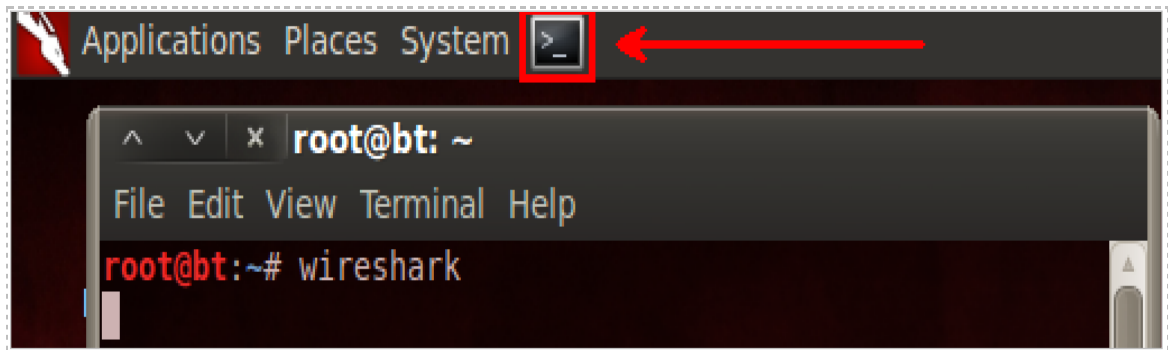 Applications Places System >_
^ v x root@bt: ~
File Edit View Terminal Help
root@bt:~# wireshark